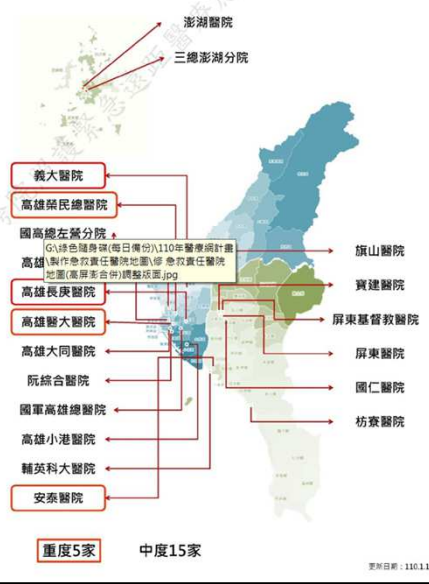 澎湖醫院
三總澎湖分院
義大醫院
高雄榮民總醫院
國高總左營分院
G:\綠色隨身碟(每日備份)\110年醫療網計畫
\製作急救責任醫院地圖\修 急救責任醫院
地圖(高屏澎合併)調整版面.jpg
高雄
高雄長庚醫院
高雄醫大醫院
高雄大同醫院
阮綜合醫院
國軍高雄總醫院
高雄小港醫院
輔英科大醫院
安泰醫院
旗山醫院
寶建醫院
屏東基督教醫院
屏東醫院
國仁醫院
枋寮醫院
重度5家
中度15家
更新日期：110.1.1